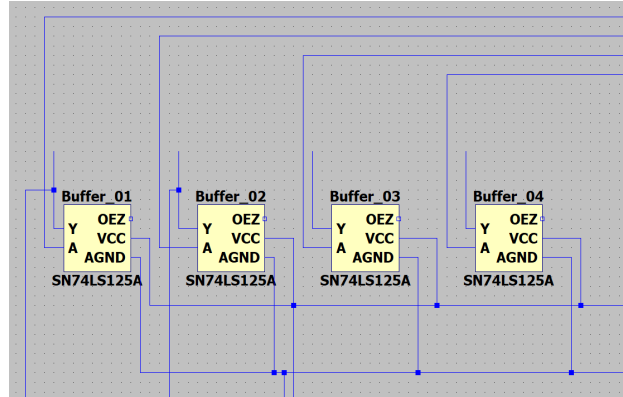 Buffer_01 Buffer_02 Buffer_03 Buffer_04
OEZ OEZ OEZ OEZ
Y VCC Y VCC Y VCC Y VCC
A AGND A AGND A AGND A AGND
SN74LS125A SN74LS125A SN74LS125A SN74LS125A